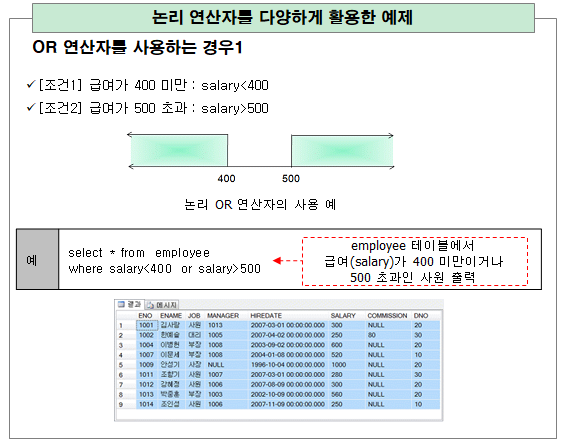 논리 연산자를 다양하게 활용한 예제
OR 연산자를 사용하는 경우1
✓ [조건1] 급여가 400 미만 : salary<400
✓ [조건2] 급여가 500 초과 : salary>500
400 500
논리 OR 연산자의 사용 예
예
select * from employee
where salary<400 or salary>500
employee 테이블에서
급여(salary)가 400 미만이거나
500 초과인 사원 출력
결과 메시지
ENO ENAME JOB MANAGER HIREDATE SALARY COMMISSION DNO
1 1001 김사랑 사원 1013 2007-03-01 00:00:00.000 300 NULL 20
2 1002 한예슬 대리 1005 2007-04-02 00:00:00.000 250 80 30
3 1004 이병헌 부장 1008 2003-09-02 00:00:00.000 600 NULL 20
4 1007 이문세 부장 1008 2004-01-08 00:00:00.000 520 NULL 10
5 1009 안성기 사장 NULL 1996-10-04 00:00:00.000 1000 NULL 20
6 1011 조향기 사원 1007 2007-03-01 00:00:00.000 280 NULL 30
7 1012 강혜정 사원 1006 2007-08-09 00:00:00.000 300 NULL 20
8 1013 박중훈 부장 1003 2002-10-09 00:00:00.000 560 NULL 20
9 1014 조인성 사원 1006 2007-11-09 00:00:00.000 250 NULL 10